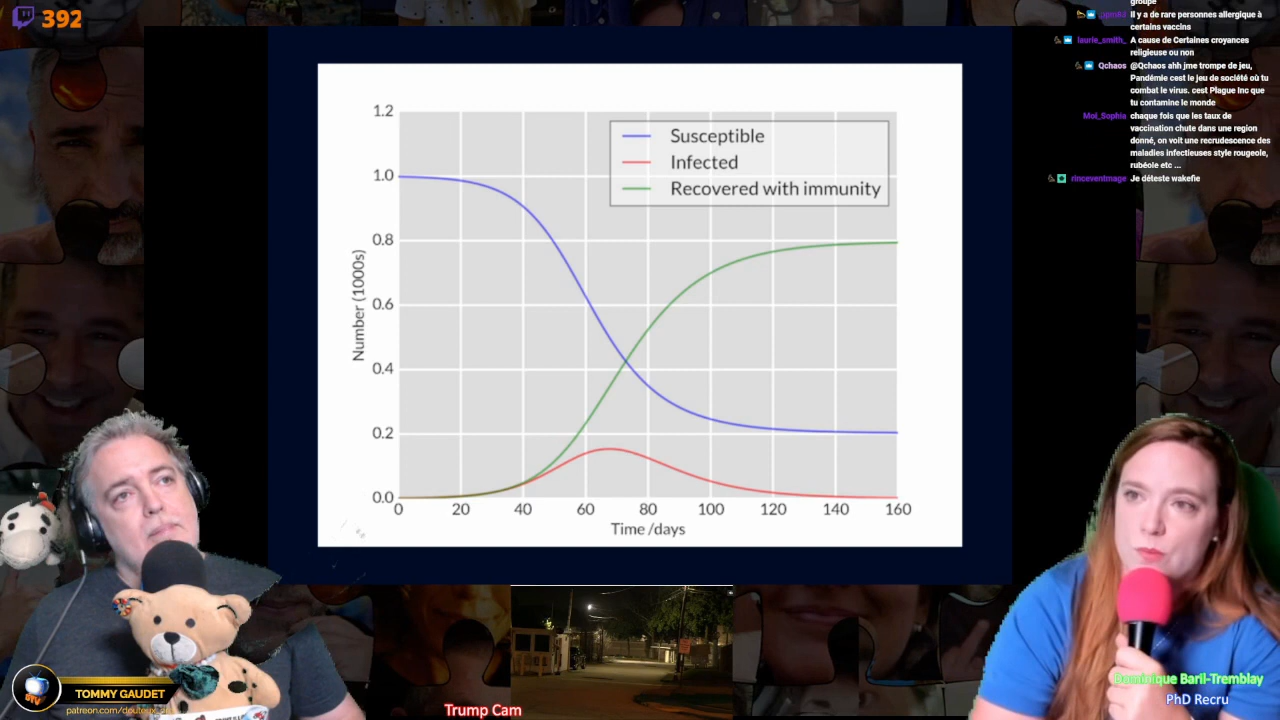 392
groupe
Il y a de rare personnes allergique à
certains vaccins
laurie_smith_ A cause de Certaines croyances
religieuse ou non
Qchaos @Qchaos ahh jme trompe de jeu,
Pandémie cest le jeu de société où tu
combat le virus. cest Plague Inc que
tu contamine le monde
Moi_Sophia chaque fois que les taux de
vaccination chute dans une region
donné, on voit une recrudescence des
maladies infectieuses style rougeole,
rubéole etc ...
rinceventmage Je déteste wakefie
Susceptible
Infected
Recovered with immunity
Number (1000s)
1.2
1.0
0.8
0.6
0.4
0.2
0.0
0 20 40 60 80 100 120 140 160
Time /days
TOMMY GAUDET
Trump Cam
Dominique Baril-Tremblay
PhD Recru